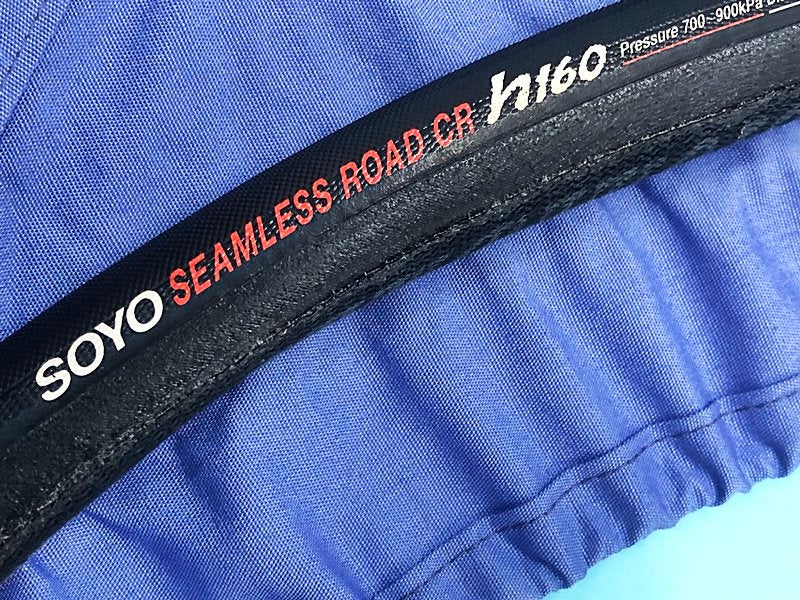 SOYO SEAMLESS ROAD CR h160 Pressure 700~900kPa